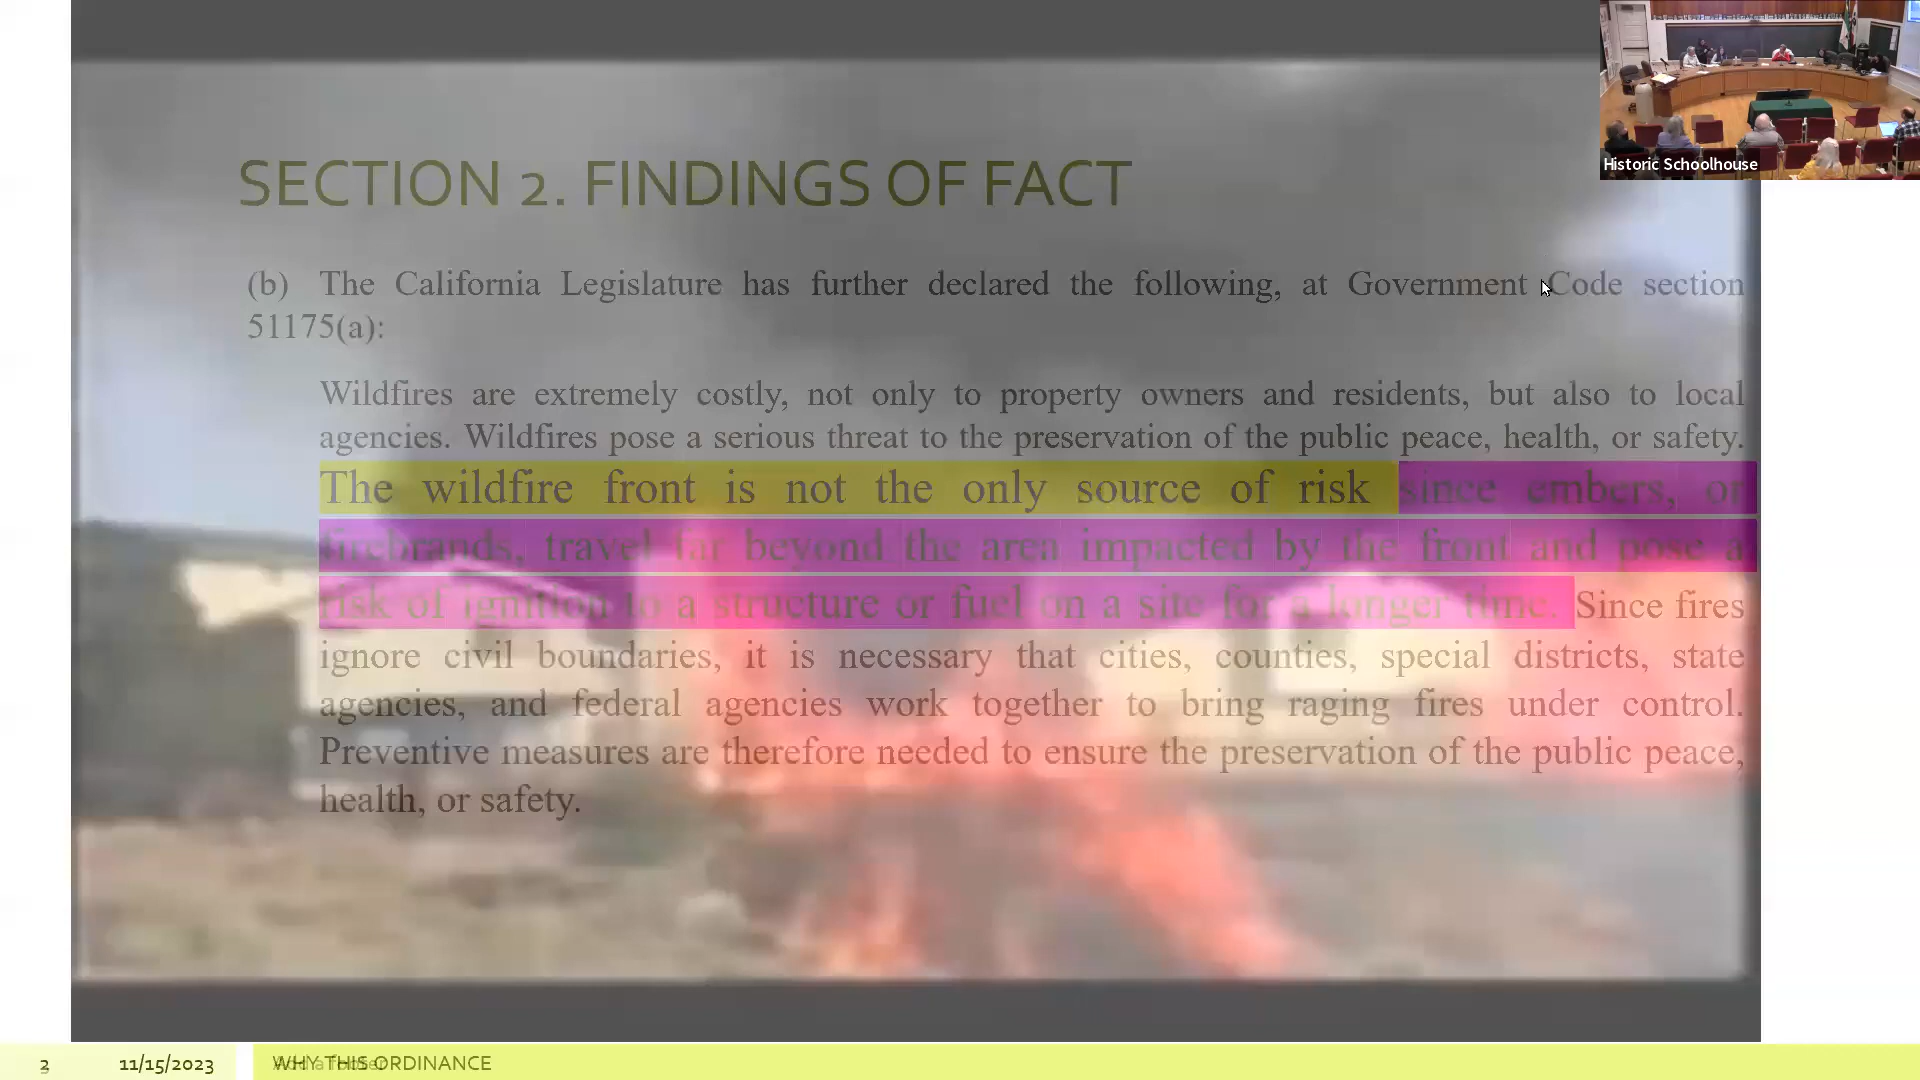 Historic Schoolhouse
SECTION 2. FINDINGS OF FACT
(b) The California Legislature has further declared the following, at Government Code section
51175(a):
Wildfires are extremely costly, not only to property owners and residents, but also to local
agencies. Wildfires pose a serious threat to the preservation of the public peace, health, or safety.
The wildfire front is not the only source of risk since embers, or
firebrands, travel far beyond the area impacted by the front and pose a
risk of ignition to a structure or fuel on a site for a longer time. Since fires
ignore civil boundaries, it is necessary that cities, counties, special districts, state
agencies, and federal agencies work together to bring raging fires under control.
Preventive measures are therefore needed to ensure the preservation of the public peace,
health, or safety.
11/15/2023 WHY THIS ORDINANCE